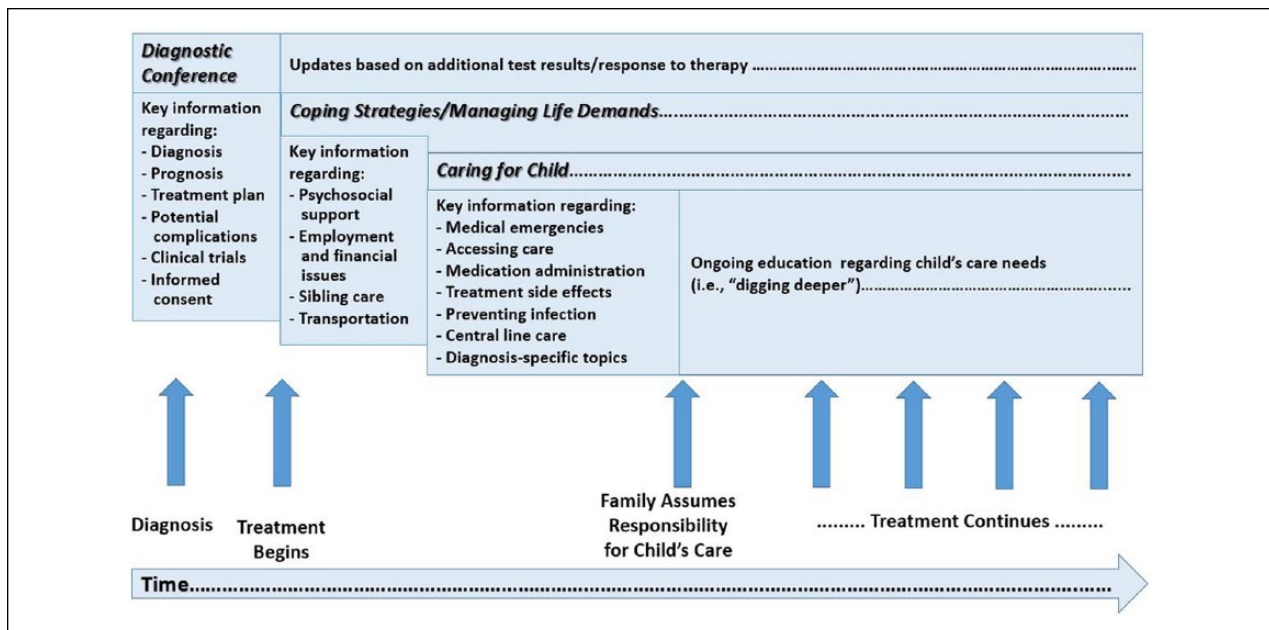 Diagnostic
Conference
Updates based on additional test results/response to therapy ……………………………………………………………………
Key information
regarding:
- Diagnosis
- Prognosis
- Treatment plan
- Potential
complications
- Clinical trials
- Informed
consent
Coping Strategies/Managing Life Demands……………………………………………………………………
Key information
regarding:
- Psychosocial
support
- Employment
and financial
issues
- Sibling care
- Transportation
Caring for Child……………………………………………………………………
Key information regarding:
- Medical emergencies
- Accessing care
- Medication administration
- Treatment side effects
- Preventing infection
- Central line care
- Diagnosis-specific topics
Ongoing education regarding child’s care needs
(i.e., “digging deeper”)……………………………………………………
Diagnosis
Treatment
Begins
Family Assumes
Responsibility
for Child’s Care
……... Treatment Continues ……...
Time……………………………………………………………………………………